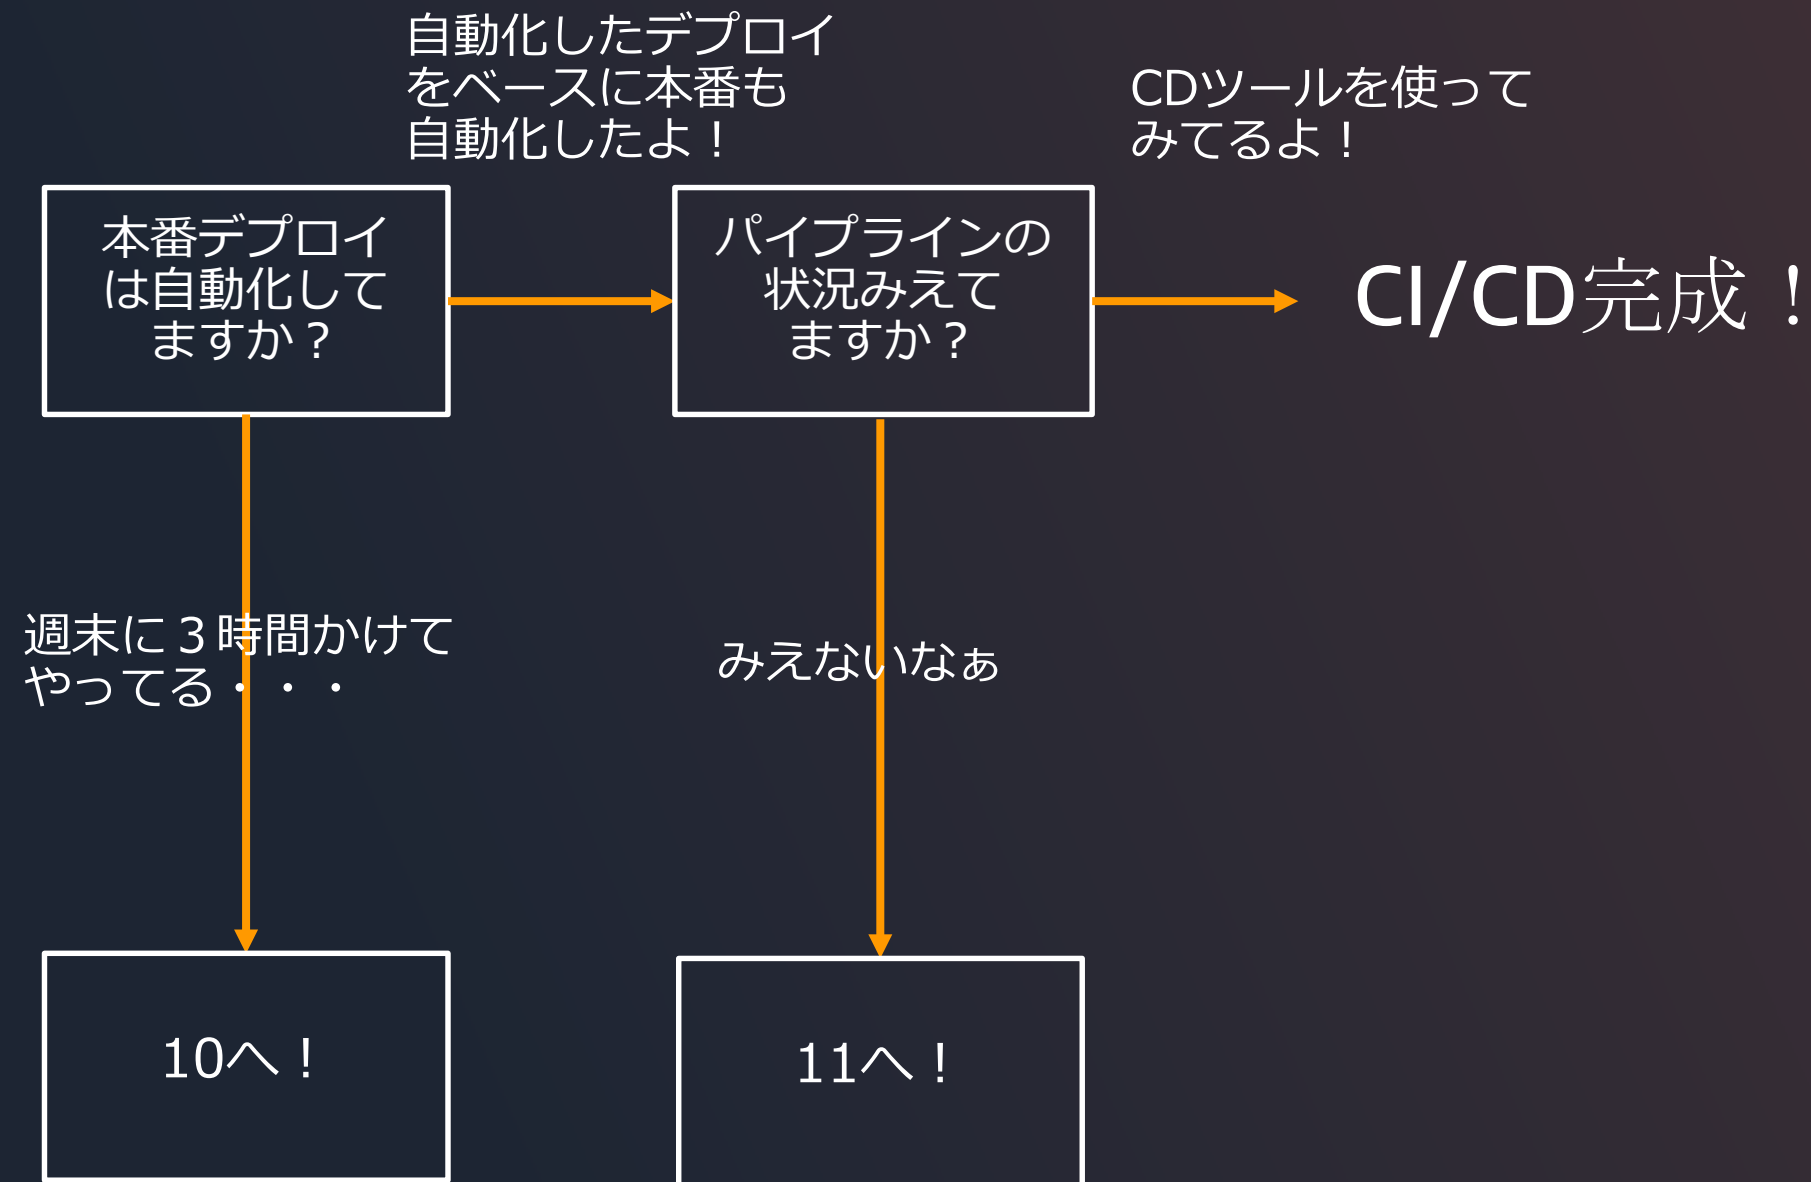 自動化したデプロイ
をベースに本番も
自動化したよ！
CDツールを使って
みてるよ！
本番デプロイ
は自動化して
ますか？
パイプラインの
状況みえて
ますか？
CI/CD完成！
週末に３時間かけて
やってる・・・
みえないなぁ
10へ！
11へ！